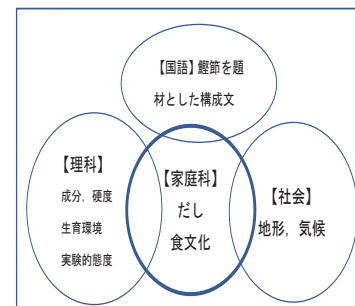 【国語】鰹節を題
材とした構成文
【理科】
成分，硬度
生育環境
実験的態度
【家庭科】
だし
食文化
【社会】
地形，気候